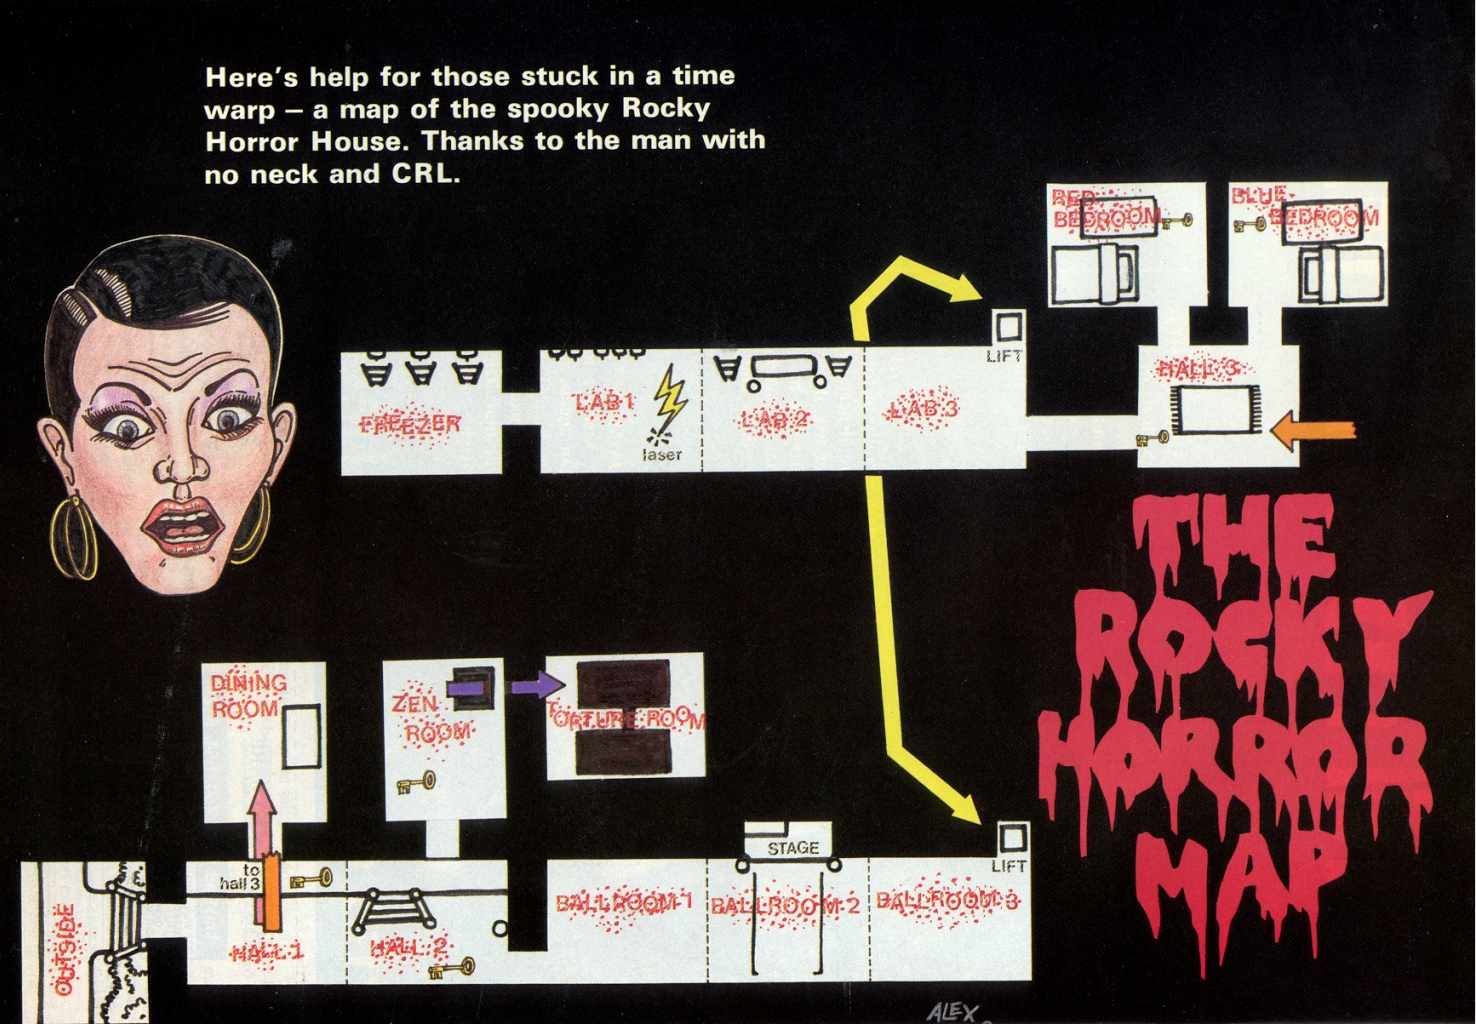 Here's help for those stuck in a time
warp – a map of the spooky Rocky
Horror House. Thanks to the man with
no neck and CRL.
RED
BEDROOM
BLUE
BEDROOM
LIFT
HALL 3
FREEZER
LAB 1
LAB 2
LAB 3
laser
THE
ROCKY
HORROR
MAP
DINING
ROOM
ZEN
ROOM
TORTURE ROOM
STAGE
LIFT
to
hall 3
OUTSIDE
HALL 1
HALL 2
BALLROOM 1
BALLROOM 2
BALLROOM 3
ALEX